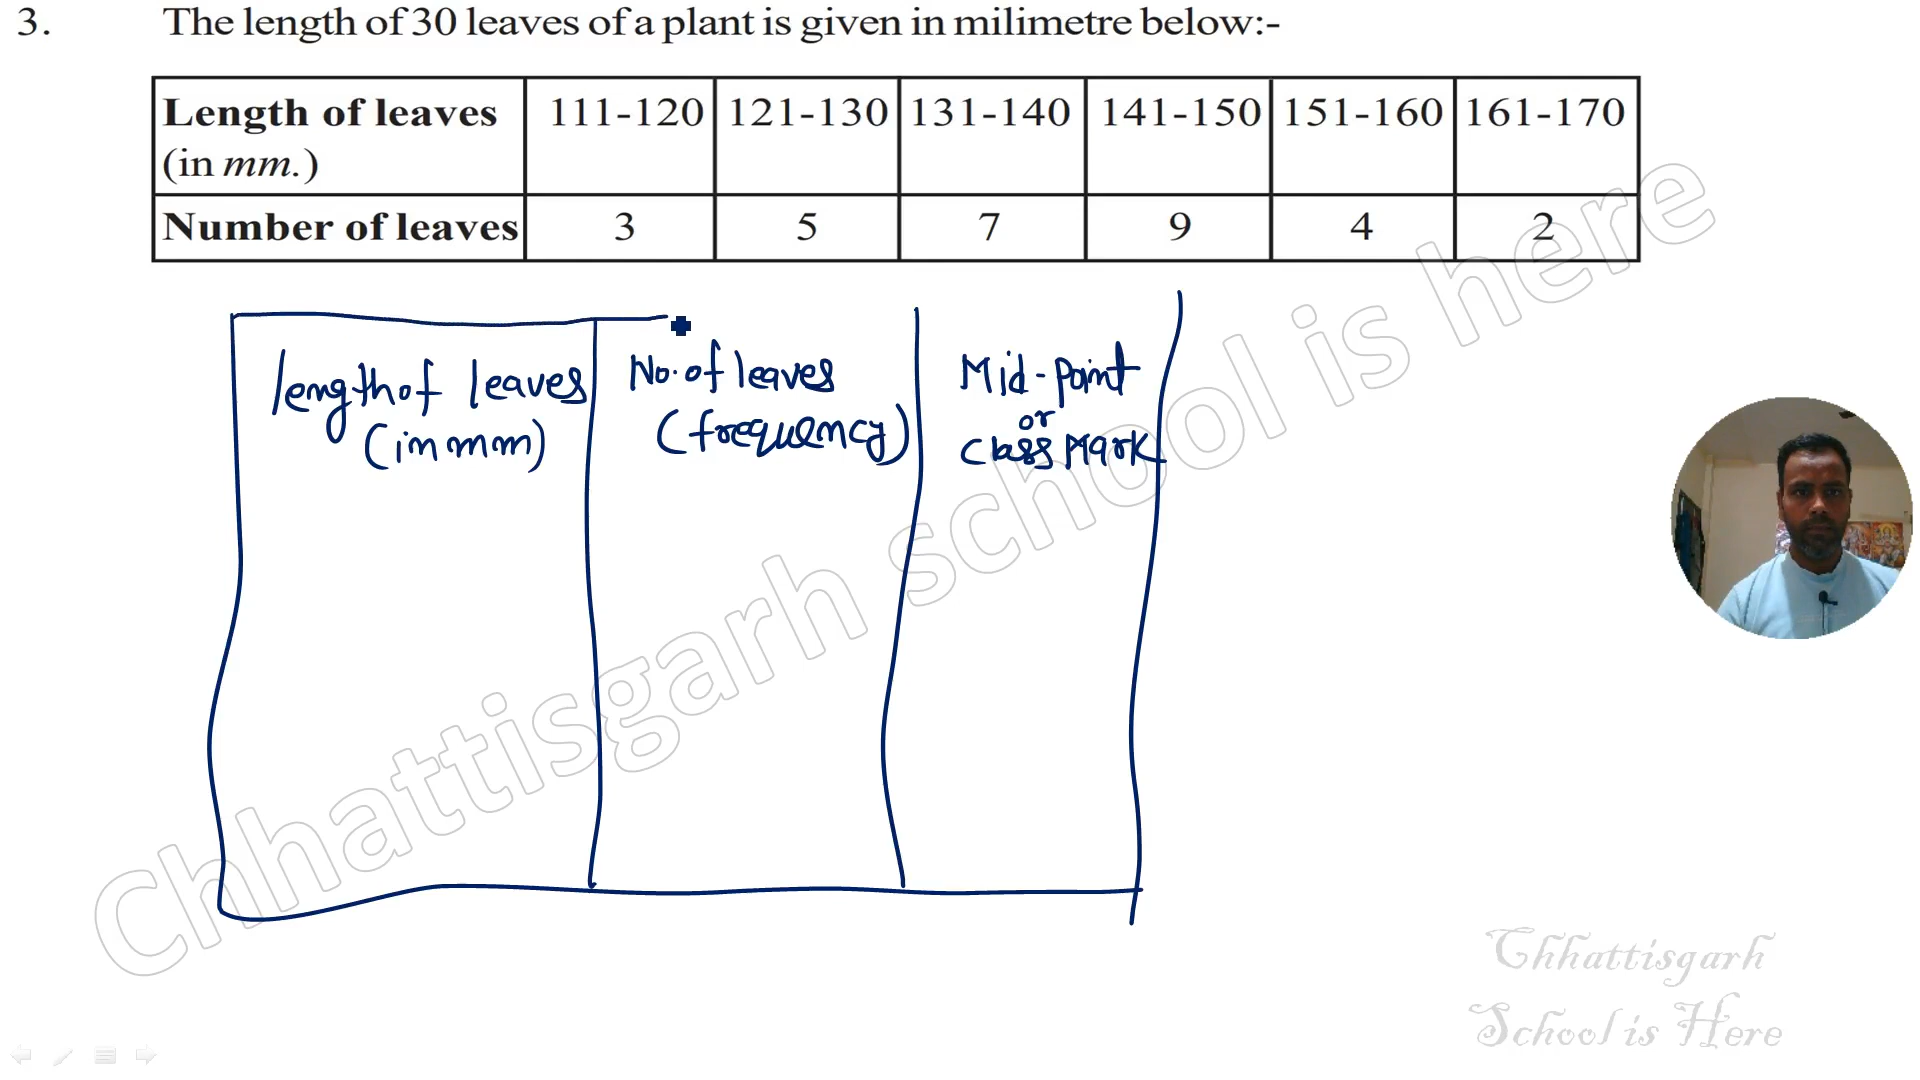 3. The length of 30 leaves of a plant is given in milimetre below:-
Length of leaves (in mm.) 111-120 121-130 131-140 141-150 151-160 161-170
Number of leaves 3 5 7 9 4 2
length of leaves (in mm)
No. of leaves (frequency)
Mid-Point or Class Mark
Chhattisgarh school is here
Chhattisgarh
School is Here